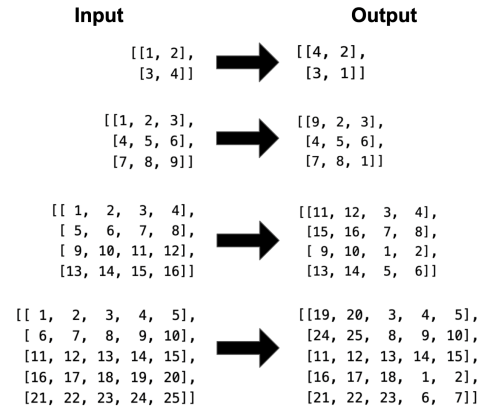 Input Output
[[1, 2], [[4, 2],
[3, 4]] [3, 1]]
[[1, 2, 3], [[9, 2, 3],
[4, 5, 6], [4, 5, 6],
[7, 8, 9]] [7, 8, 1]]
[[ 1, 2, 3, 4], [[11, 12, 3, 4],
[ 5, 6, 7, 8], [15, 16, 7, 8],
[ 9, 10, 11, 12], [ 9, 10, 1, 2],
[13, 14, 15, 16]] [13, 14, 5, 6]]
[[ 1, 2, 3, 4, 5], [[19, 20, 3, 4, 5],
[ 6, 7, 8, 9, 10], [24, 25, 8, 9, 10],
[11, 12, 13, 14, 15], [11, 12, 13, 14, 15],
[16, 17, 18, 19, 20], [16, 17, 18, 1, 2],
[21, 22, 23, 24, 25]] [21, 22, 23, 6, 7]]